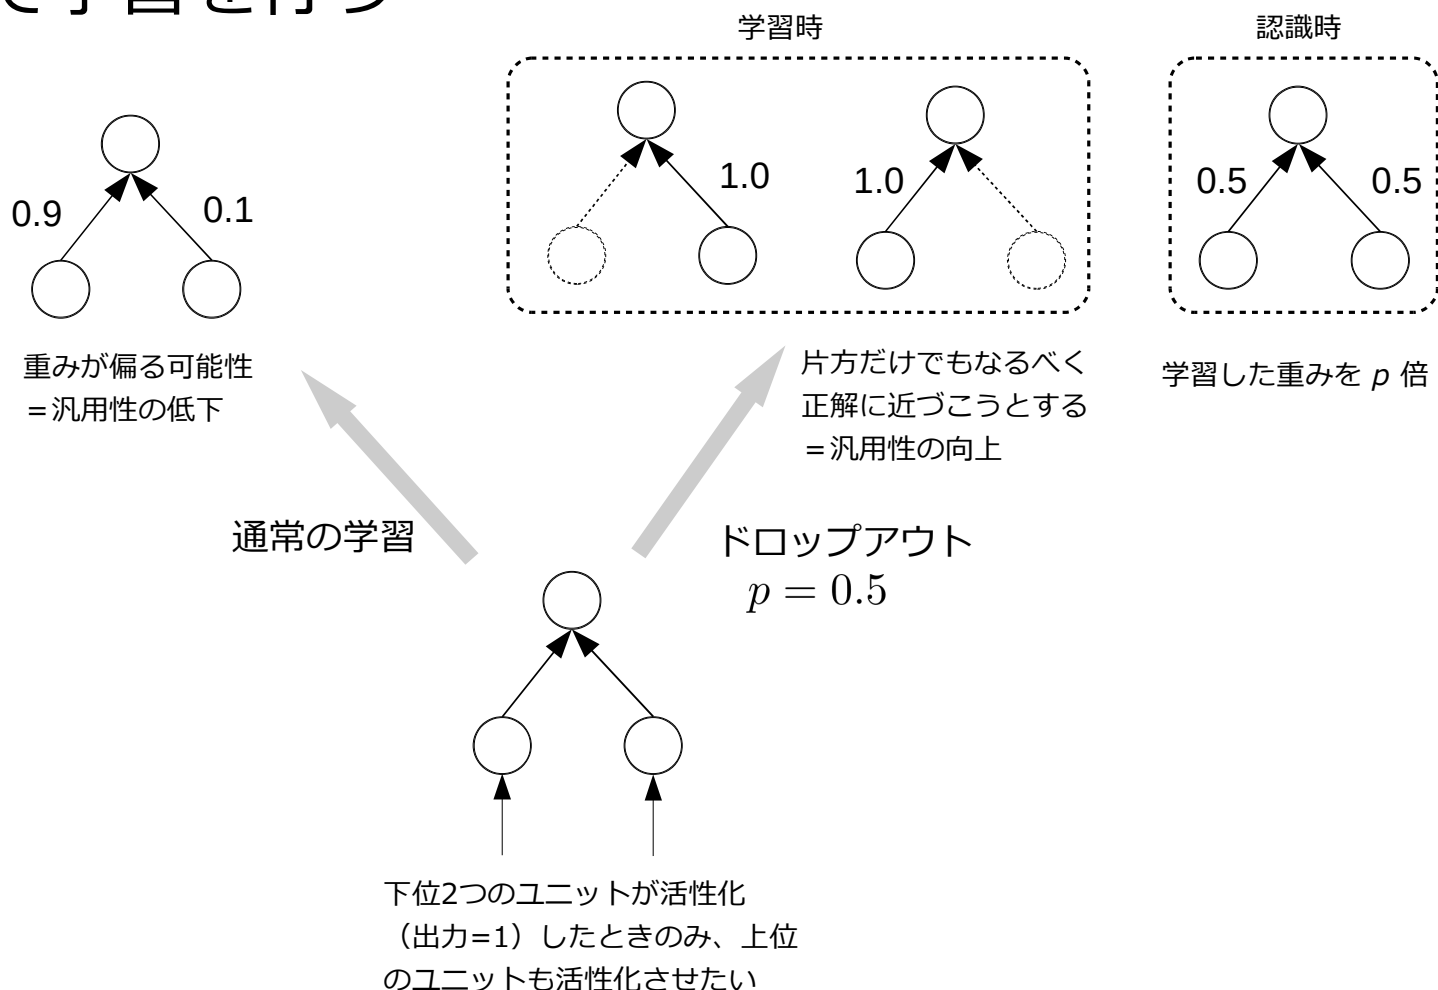 で学習を行う
学習時
認識時
0.9
0.1
1.0
1.0
0.5
0.5
重みが偏る可能性
＝汎用性の低下
片方だけでもなるべく
正解に近づこうとする
＝汎用性の向上
学習した重みを p 倍
通常の学習
ドロップアウト
p = 0.5
下位2つのユニットが活性化
（出力=1）したときのみ、上位
のユニットも活性化させたい